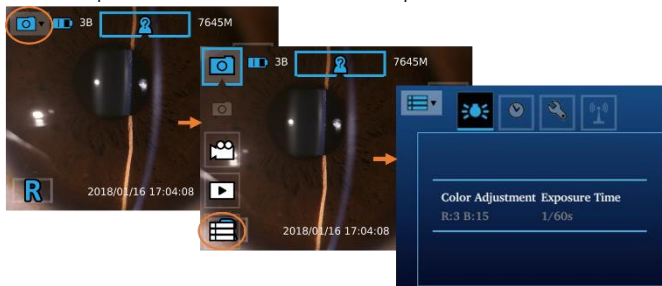 3B
7645M
R
2018/01/16 17:04:08
3B
7645M
2018/01/16 17:04:08
Color Adjustment Exposure Time
R:3 B:15 1/60s